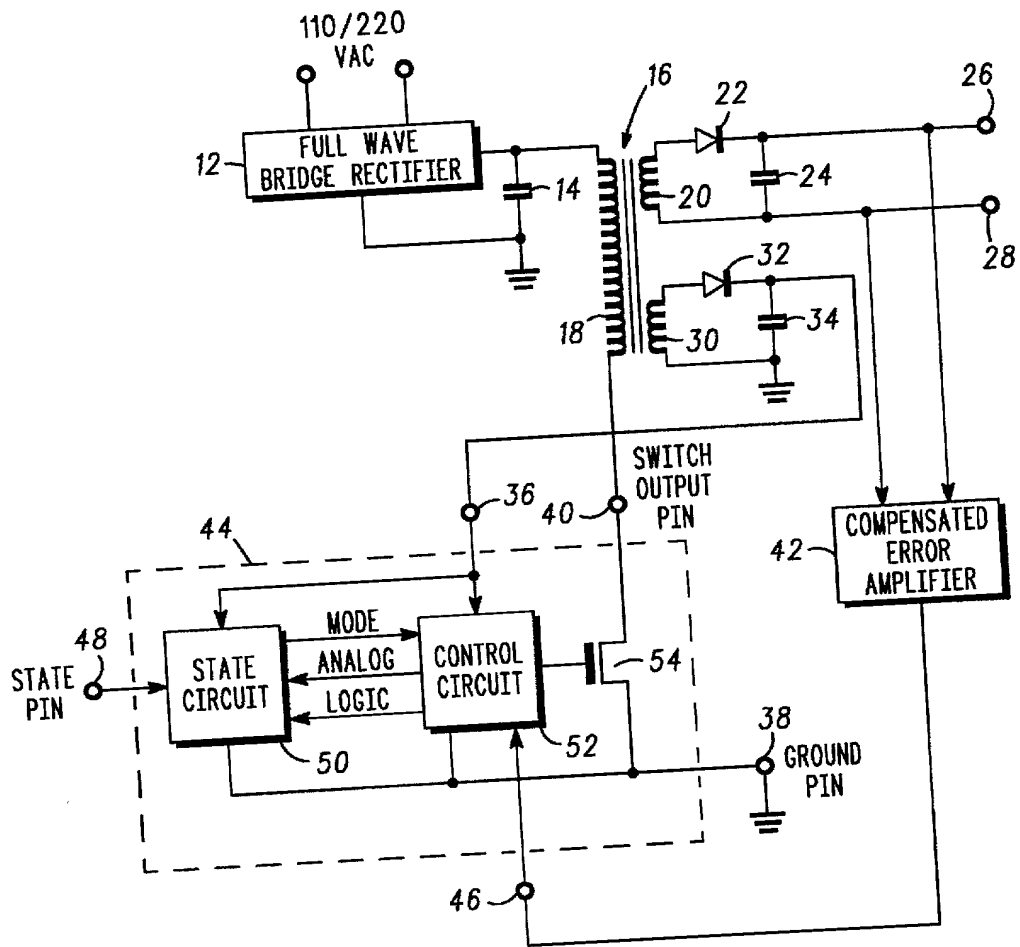 110/220
VAC
16
22
26
12
FULL WAVE
BRIDGE RECTIFIER
14
20
24
28
32
18
30
34
SWITCH
OUTPUT
PIN
36
40
44
42
COMPENSATED
ERROR
AMPLIFIER
48
STATE
PIN
STATE
CIRCUIT
MODE
ANALOG
LOGIC
CONTROL
CIRCUIT
54
50
52
38
GROUND
PIN
46